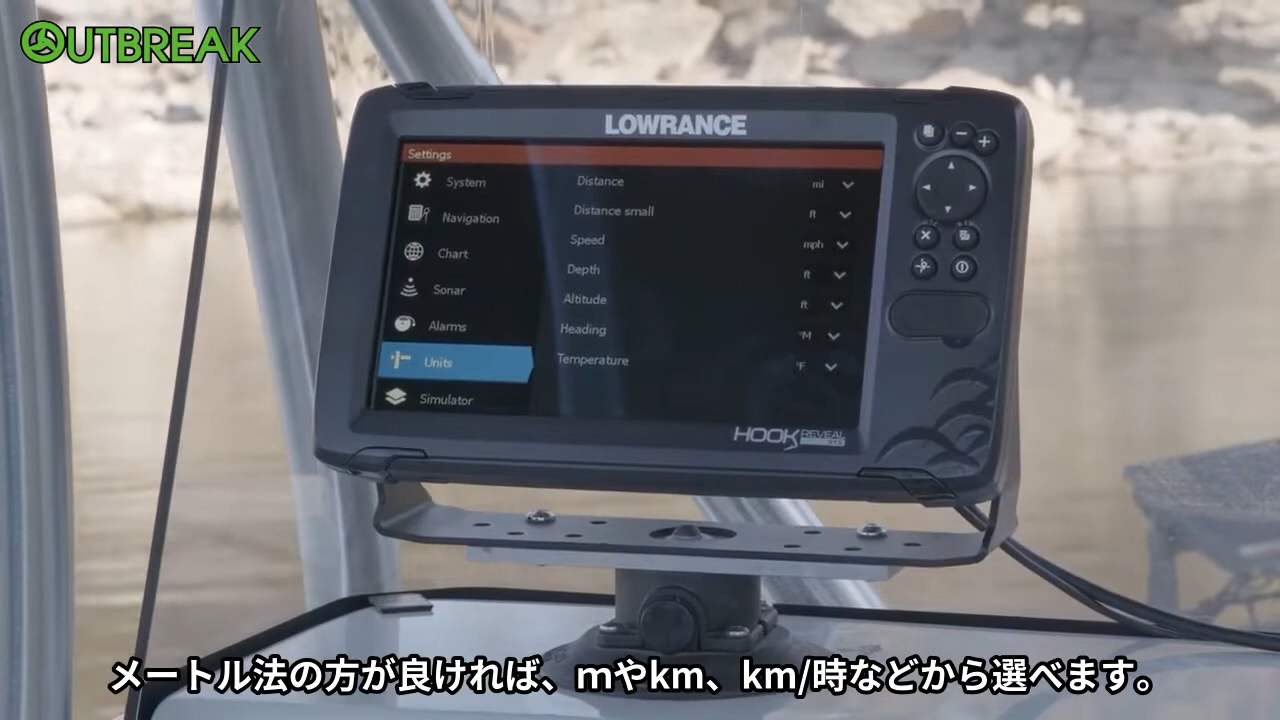 OUTBREAK
LOWRANCE
Settings
System
Navigation
Chart
Sonar
Alarms
Units
Simulator
Distance mi
Distance small ft
Speed mph
Depth ft
Altitude ft
Heading °M
Temperature °F
HOOK REVEAL
メートル法の方が良ければ、mやkm、km/時などから選べます。